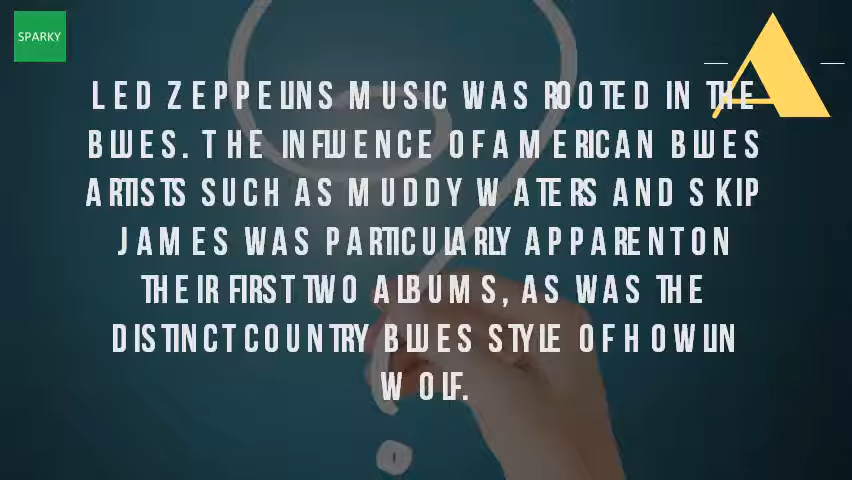 SPARKY
A
LED ZEPPELINS MUSIC WAS ROOTED IN THE
BLUES. THE INFLUENCE OF AMERICAN BLUES
ARTISTS SUCH AS MUDDY WATERS AND SKIP
JAMES WAS PARTICULARLY APPARENT ON
THEIR FIRST TWO ALBUMS, AS WAS THE
DISTINCT COUNTRY BLUES STYLE OF HOWLIN
WOLF.